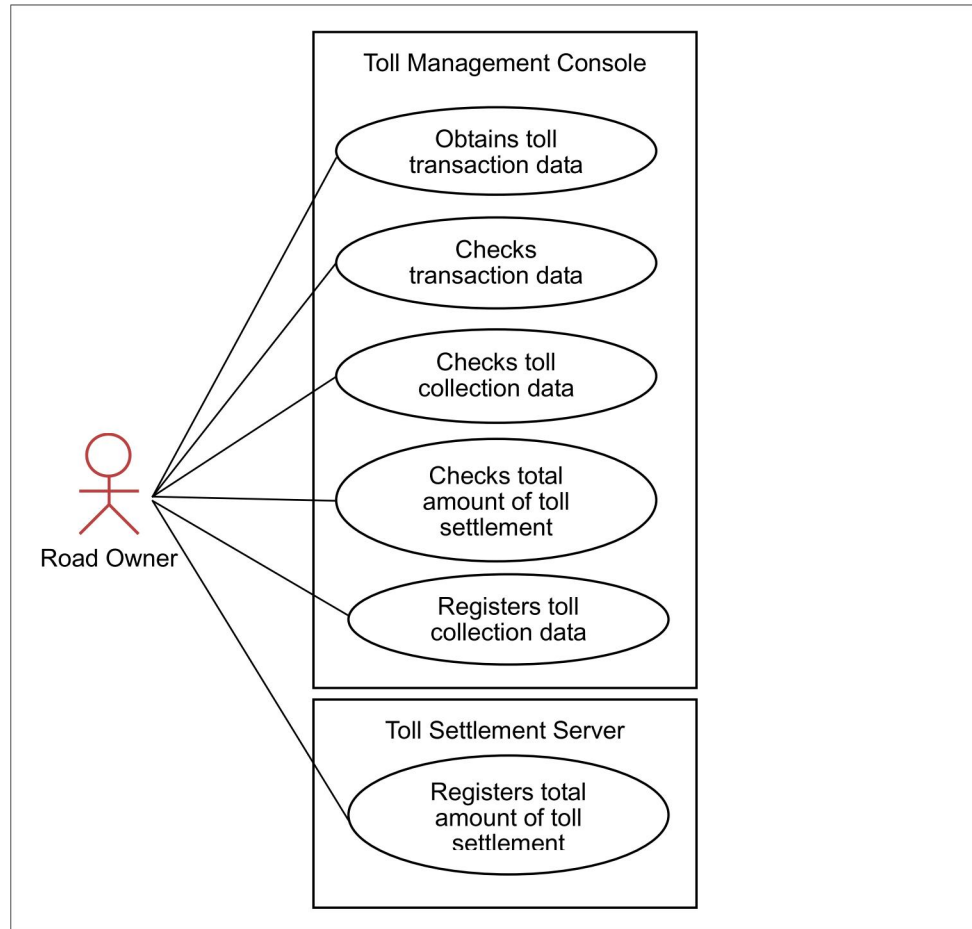 Toll Management Console
Obtains toll
transaction data
Checks
transaction data
Checks toll
collection data
Checks total
amount of toll
settlement
Road Owner
Registers toll
collection data
Toll Settlement Server
Registers total
amount of toll
settlement